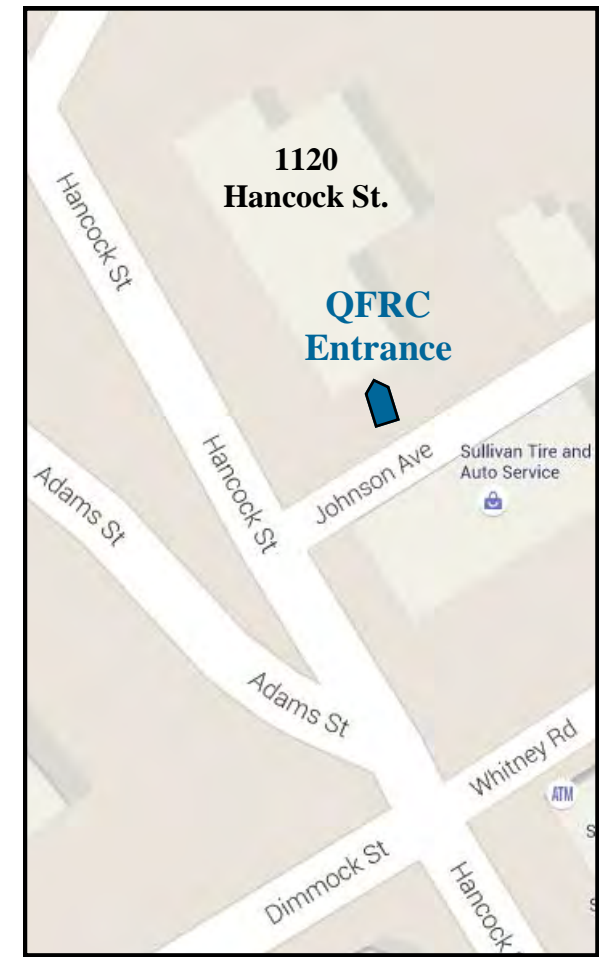 1120
Hancock St.
Hancock St
QFRC
Entrance
Hancock St
Johnson Ave
Sullivan Tire and
Auto Service
Adams St
Adams St
Whitney Rd
ATM
S
Dimmock St
Hancock
S